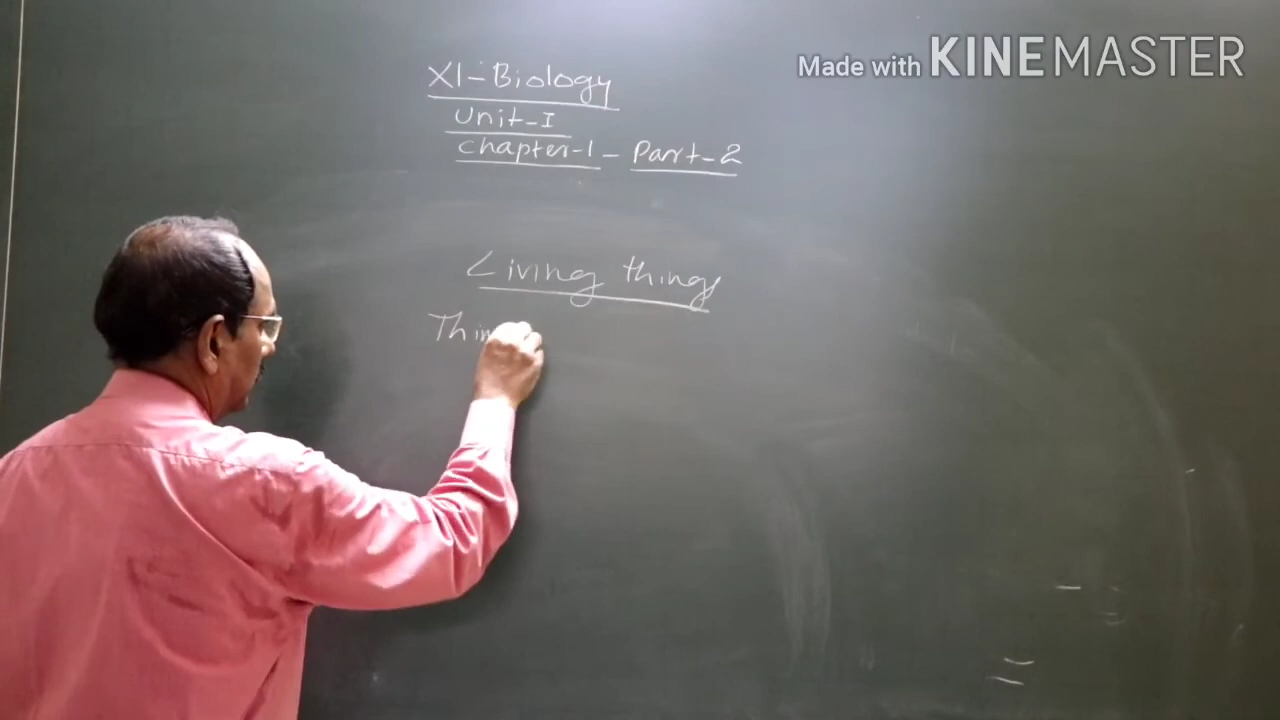 Made with KINEMASTER
XI-Biology
Unit-I
Chapter-1 - Part-2
Living things